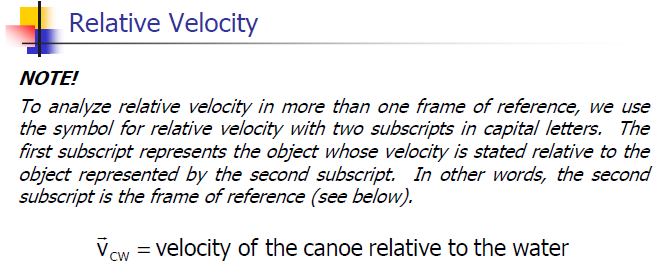 Relative Velocity
NOTE!
To analyze relative velocity in more than one frame of reference, we use
the symbol for relative velocity with two subscripts in capital letters.  The
first subscript represents the object whose velocity is stated relative to the
object represented by the second subscript.  In other words, the second
subscript is the frame of reference (see below).
v⃗CW = velocity of the canoe relative to the water